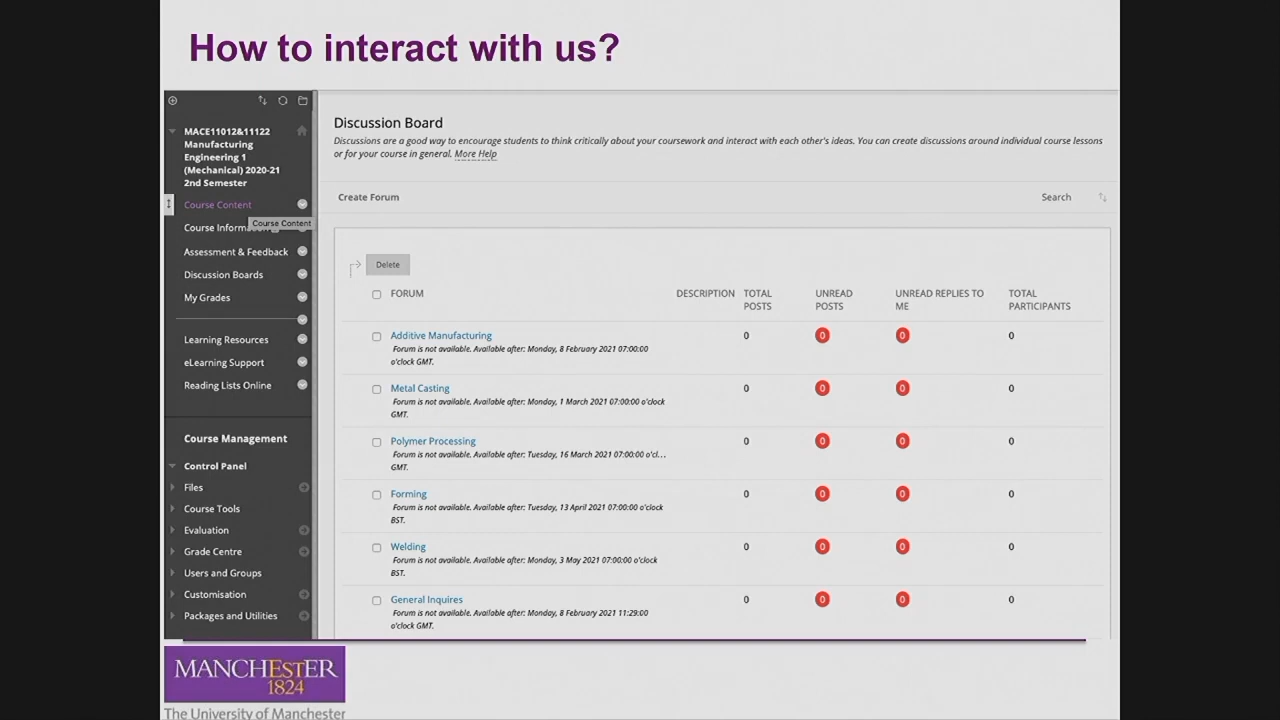 How to interact with us?
MACE11012&11122
Manufacturing
Engineering 1
(Mechanical) 2020-21
2nd Semester
Course Content
Course Content
Course Informa
Assessment & Feedback
Discussion Boards
My Grades
Learning Resources
eLearning Support
Reading Lists Online
Course Management
Control Panel
Files
Course Tools
Evaluation
Grade Centre
Users and Groups
Customisation
Packages and Utilities
Discussion Board
Discussions are a good way to encourage students to think critically about your coursework and interact with each other's ideas. You can create discussions around individual course lessons
or for your course in general. More Help
Create Forum
Search
Delete
FORUM DESCRIPTION TOTAL POSTS UNREAD POSTS UNREAD REPLIES TO ME TOTAL PARTICIPANTS
Additive Manufacturing 0 0 0 0
Forum is not available. Available after: Monday, 8 February 2021 07:00:00
o'clock GMT.
Metal Casting 0 0 0 0
Forum is not available. Available after: Monday, 1 March 2021 07:00:00 o'clock
GMT.
Polymer Processing 0 0 0 0
Forum is not available. Available after: Tuesday, 16 March 2021 07:00:00 o'cl...
GMT.
Forming 0 0 0 0
Forum is not available. Available after: Tuesday, 13 April 2021 07:00:00 o'clock
BST.
Welding 0 0 0 0
Forum is not available. Available after: Monday, 3 May 2021 07:00:00 o'clock
BST.
General Inquires 0 0 0 0
Forum is not available. Available after: Monday, 8 February 2021 11:29:00
o'clock GMT.
MANCHESTER
1824
The University of Manchester